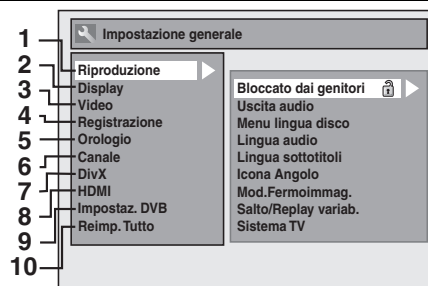 Impostazione generale
1 Riproduzione
2 Display
3 Video
4 Registrazione
5 Orologio
6 Canale
7 DivX
8 HDMI
9 Impostaz. DVB
10 Reimp. Tutto
Bloccato dai genitori
Uscita audio
Menu lingua disco
Lingua audio
Lingua sottotitoli
Icona Angolo
Mod.Fermoimmag.
Salto/Replay variab.
Sistema TV